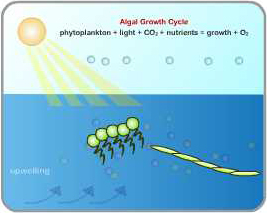 Algal Growth Cycle
phytoplankton + light + CO₂ + nutrients = growth + O₂
upwelling